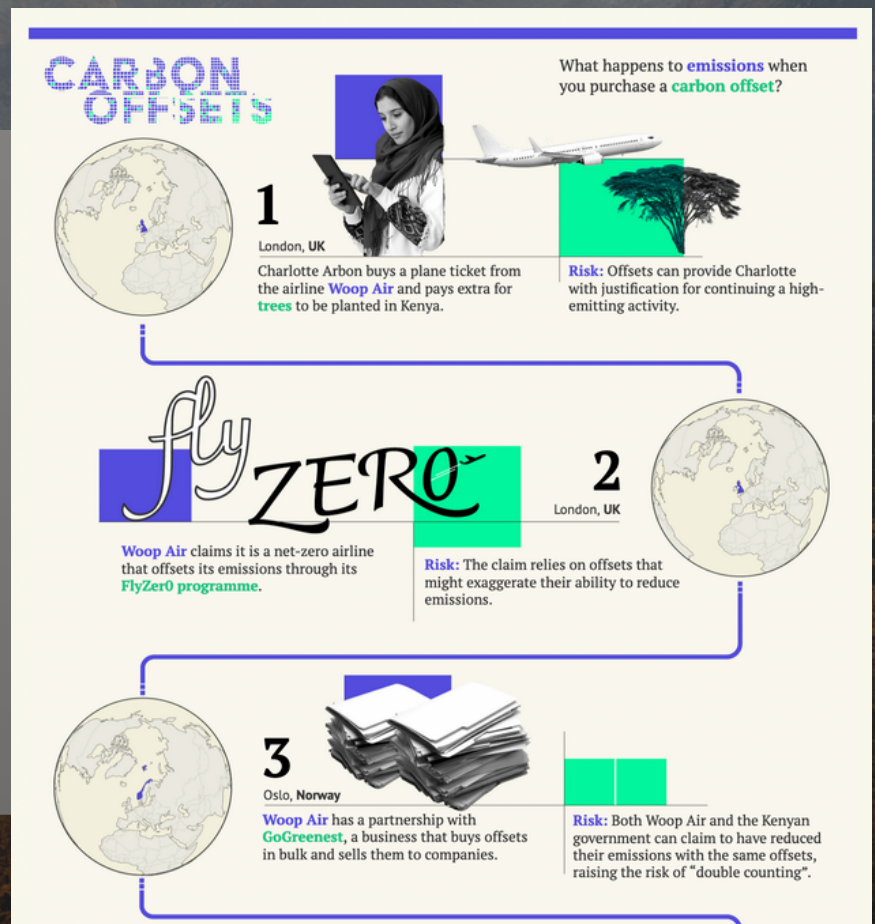 CARBON
OFFSETS
What happens to emissions when
you purchase a carbon offset?
1
London, UK
Charlotte Arbon buys a plane ticket from
the airline Woop Air and pays extra for
trees to be planted in Kenya.
Risk: Offsets can provide Charlotte
with justification for continuing a high-
emitting activity.
fly
ZERO
2
London, UK
Woop Air claims it is a net-zero airline
that offsets its emissions through its
FlyZer0 programme.
Risk: The claim relies on offsets that
might exaggerate their ability to reduce
emissions.
3
Oslo, Norway
Woop Air has a partnership with
GoGreenest, a business that buys offsets
in bulk and sells them to companies.
Risk: Both Woop Air and the Kenyan
government can claim to have reduced
their emissions with the same offsets,
raising the risk of “double counting”.